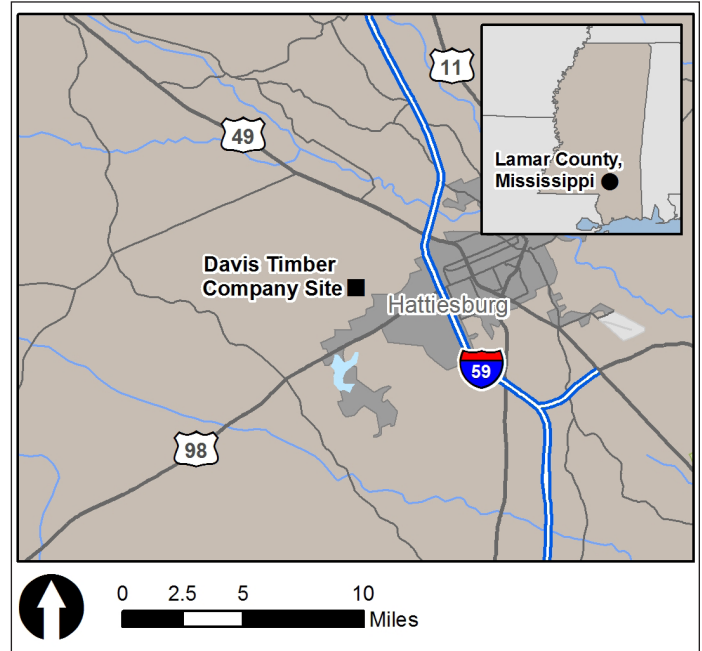 11
49
Lamar County,
Mississippi
Davis Timber
Company Site
Hattiesburg
59
98
0 2.5 5 10
Miles